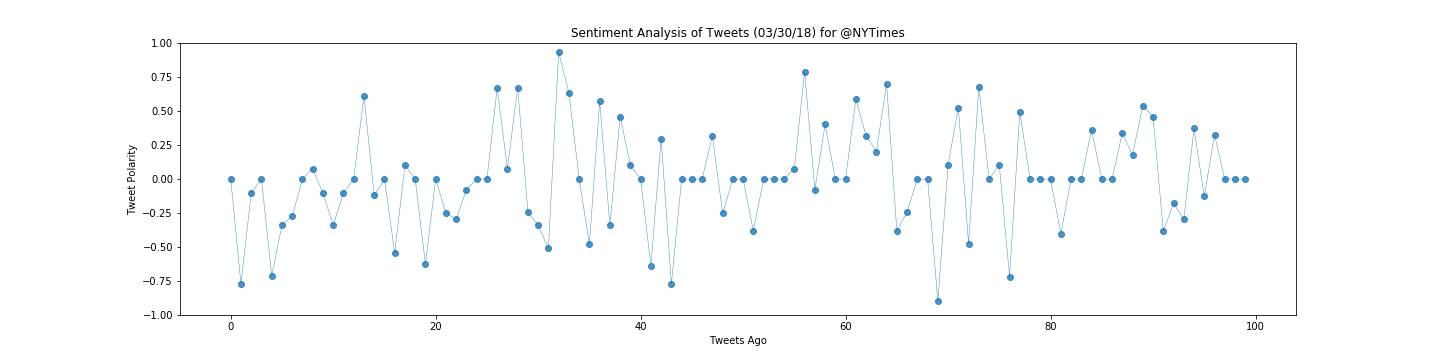 Sentiment Analysis of Tweets (03/30/18) for @NYTimes
1.00
0.75
0.50
0.25
0.00
−0.25
−0.50
−0.75
−1.00
Tweet Polarity
0 20 40 60 80 100
Tweets Ago